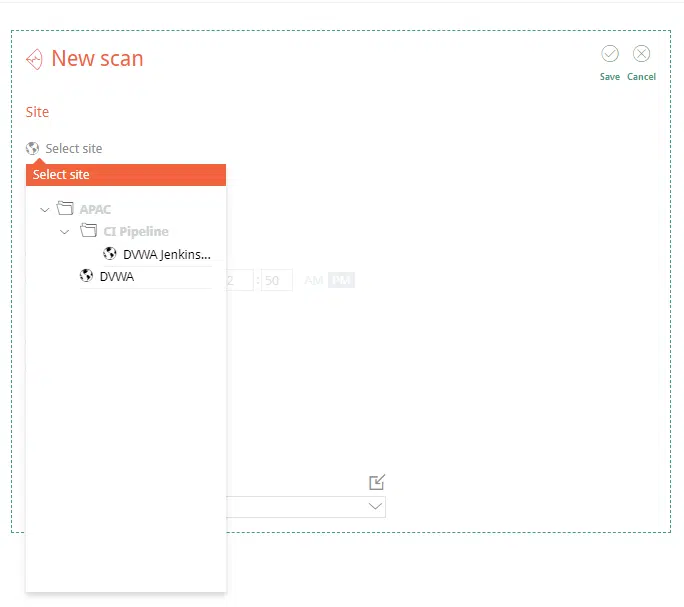 New scan
Save Cancel
Site
Select site
Select site
APAC
CI Pipeline
DVWA Jenkins...
DVWA
2 : 50 AM PM